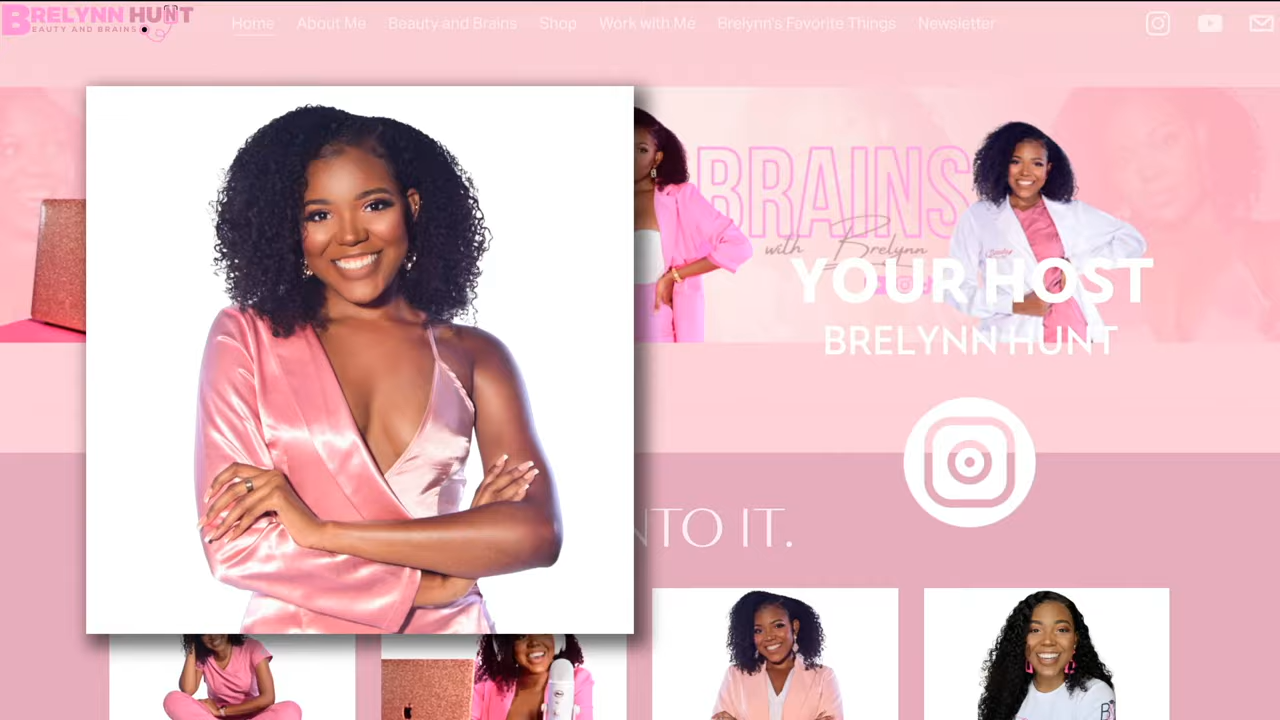 BRELYNN HUNT
BEAUTY AND BRAINS
Home
About Me
Beauty and Brains
Shop
Work with Me
Brelynn's Favorite Things
Newsletter
BRAINS
with Brelynn
YOUR HOST
BRELYNN HUNT
NTO IT.